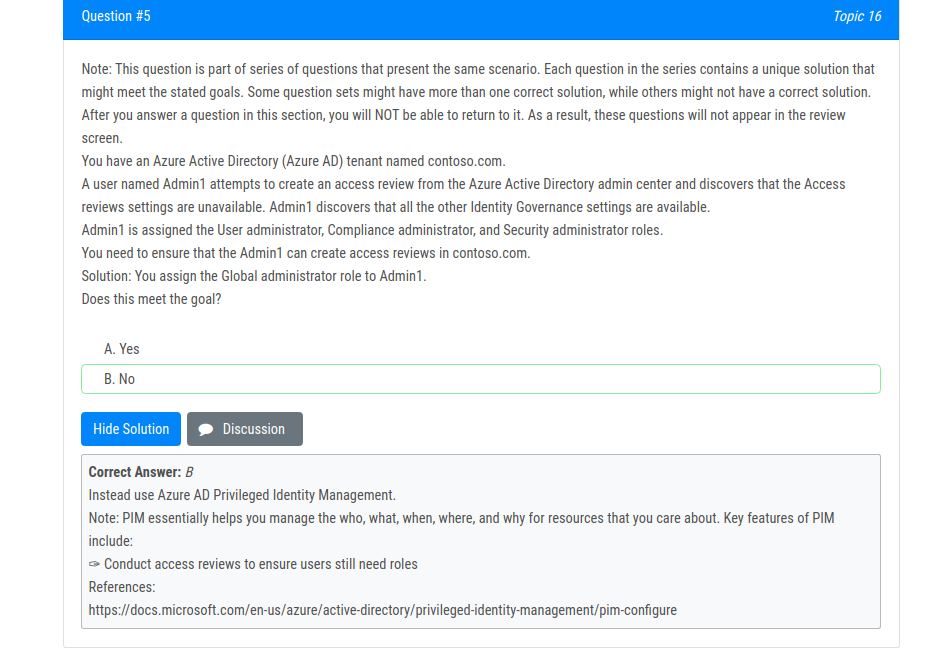 Question #5
Topic 16
Note: This question is part of series of questions that present the same scenario. Each question in the series contains a unique solution that
might meet the stated goals. Some question sets might have more than one correct solution, while others might not have a correct solution.
After you answer a question in this section, you will NOT be able to return to it. As a result, these questions will not appear in the review
screen.
You have an Azure Active Directory (Azure AD) tenant named contoso.com.
A user named Admin1 attempts to create an access review from the Azure Active Directory admin center and discovers that the Access
reviews settings are unavailable. Admin1 discovers that all the other Identity Governance settings are available.
Admin1 is assigned the User administrator, Compliance administrator, and Security administrator roles.
You need to ensure that the Admin1 can create access reviews in contoso.com.
Solution: You assign the Global administrator role to Admin1.
Does this meet the goal?
A. Yes
B. No
Hide Solution
Discussion
Correct Answer: B
Instead use Azure AD Privileged Identity Management.
Note: PIM essentially helps you manage the who, what, when, where, and why for resources that you care about. Key features of PIM
include:
✑ Conduct access reviews to ensure users still need roles
References:
https://docs.microsoft.com/en-us/azure/active-directory/privileged-identity-management/pim-configure